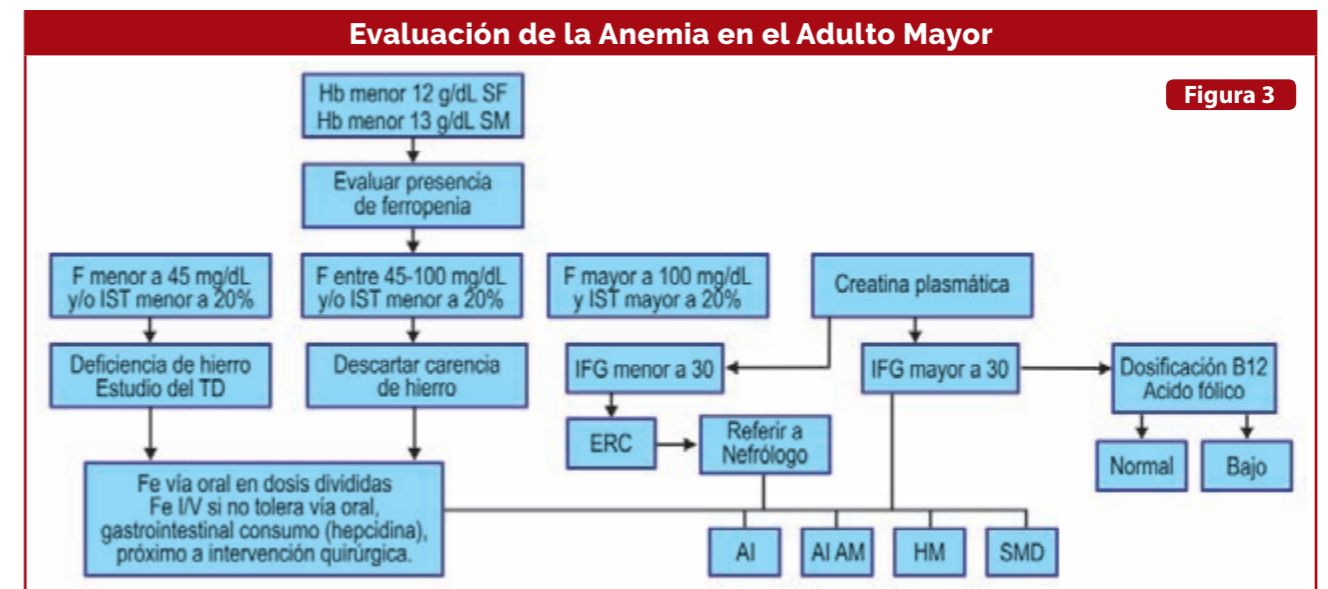 Evaluación de la Anemia en el Adulto Mayor
Figura 3
Hb menor 12 g/dL SF
Hb menor 13 g/dL SM
Evaluar presencia
de ferropenia
F menor a 45 mg/dL
y/o IST menor a 20%
F entre 45-100 mg/dL
y/o IST menor a 20%
F mayor a 100 mg/dL
y IST mayor a 20%
Creatina plasmática
Deficiencia de hierro
Estudio del TD
Descartar carencia
de hierro
IFG menor a 30
IFG mayor a 30
Dosificación B12
Acido fólico
ERC
Referir a
Nefrólogo
Normal
Bajo
Fe vía oral en dosis divididas
Fe I/V si no tolera vía oral,
gastrointestinal consumo (hepcidina),
próximo a intervención quirúrgica.
AI
AI AM
HM
SMD